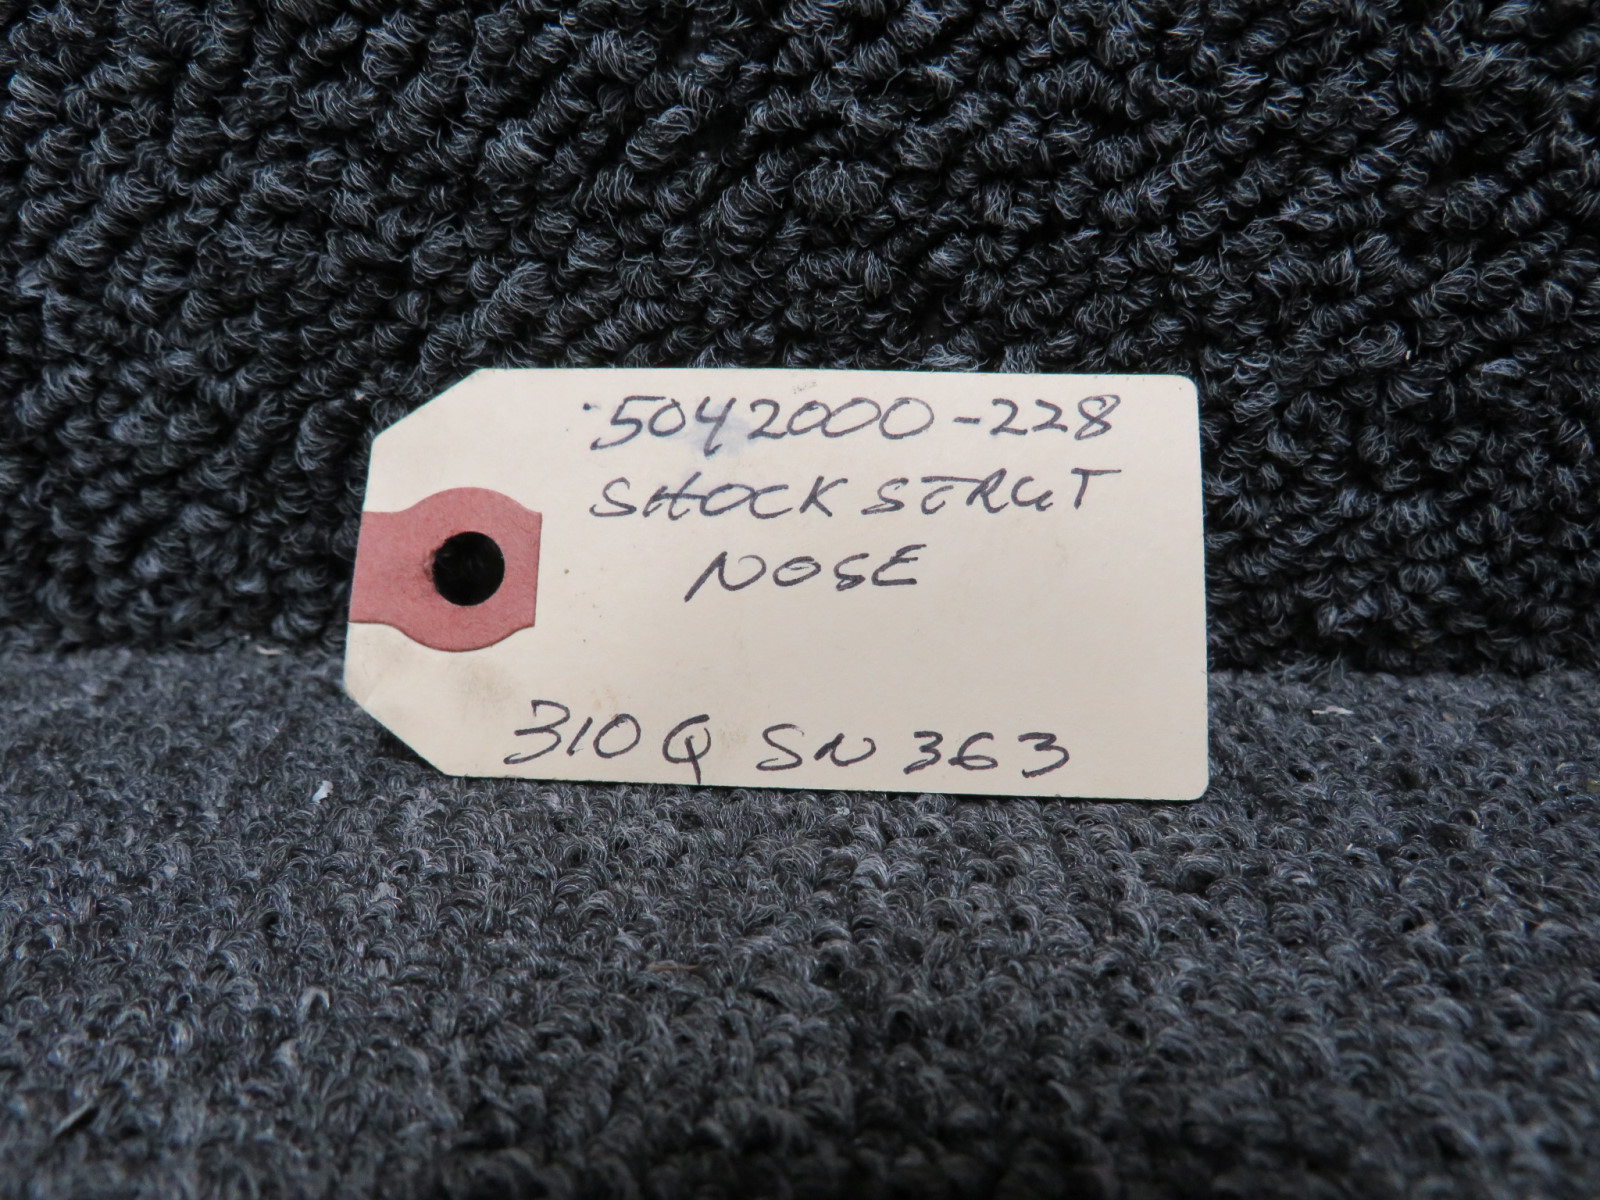 5042000-228
SHOCK STRUT
NOSE
310Q SN 363